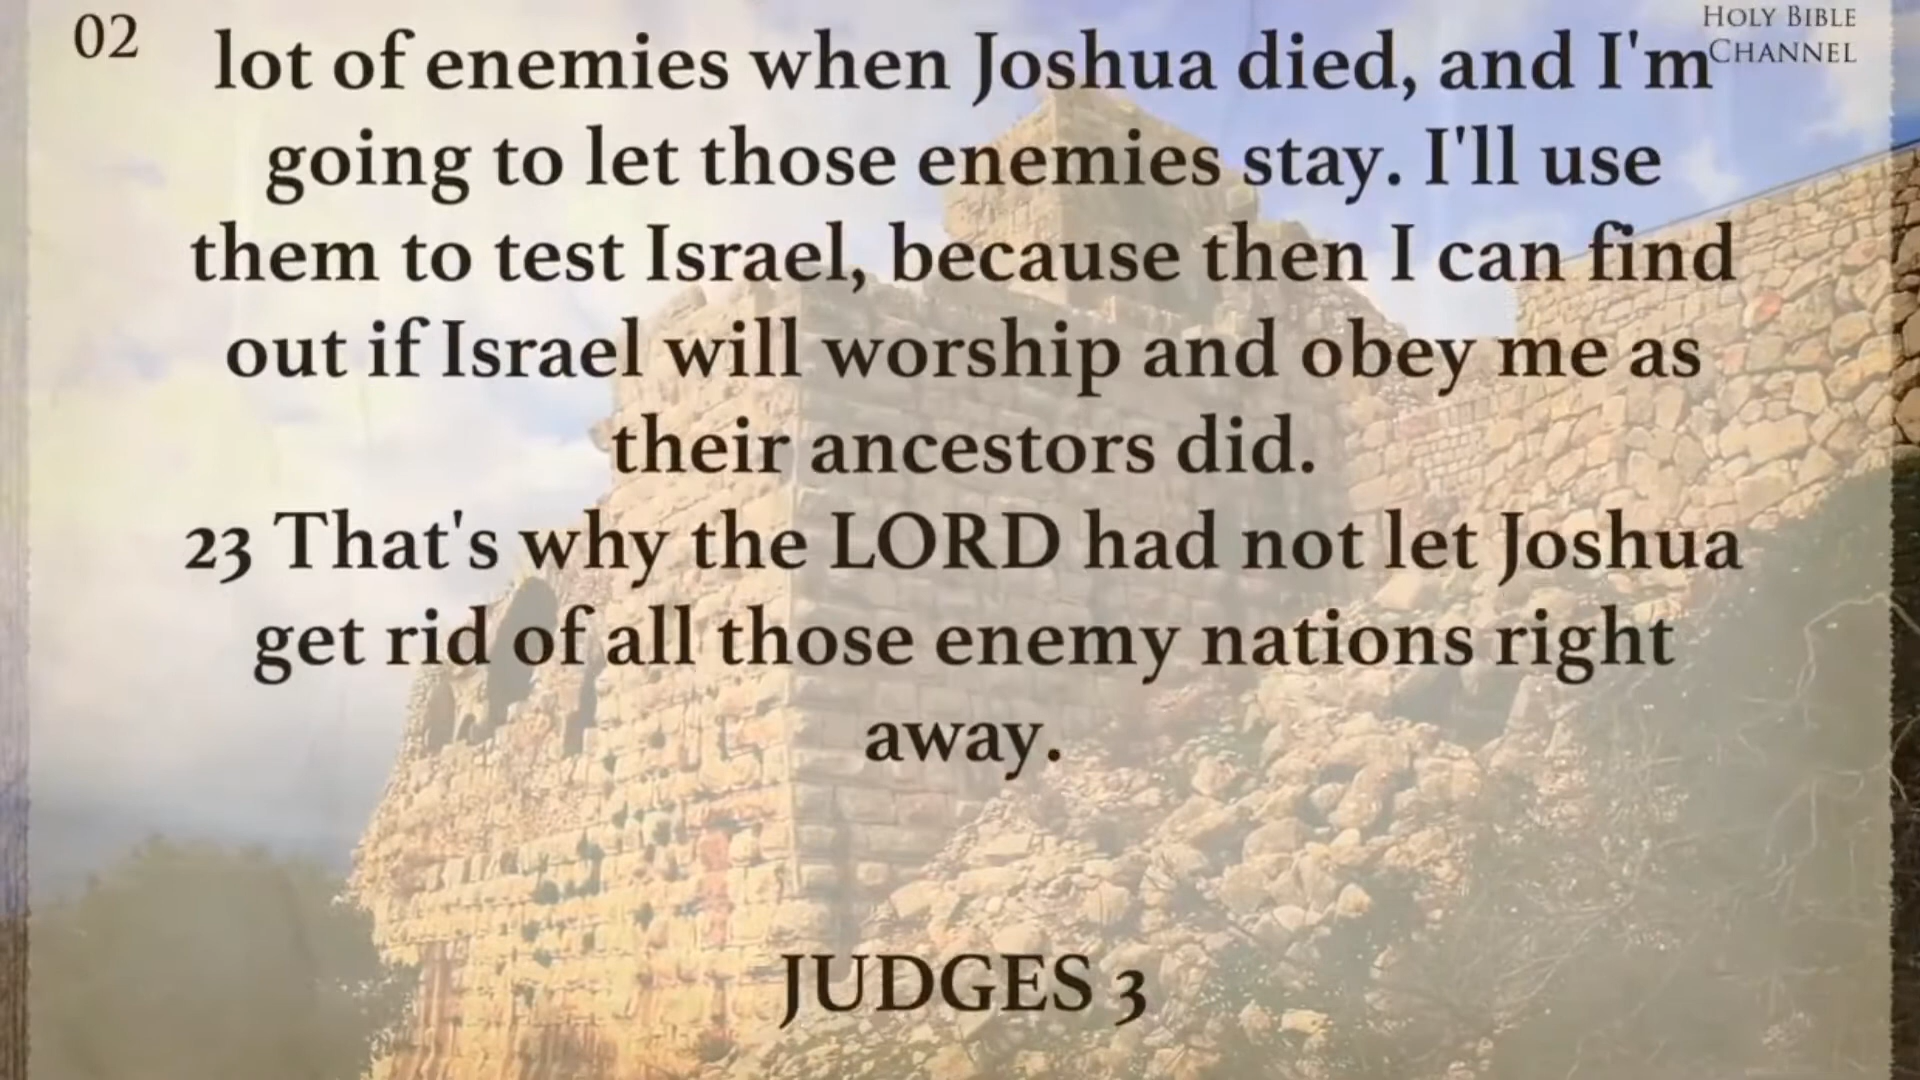 02
HOLY BIBLE
CHANNEL
lot of enemies when Joshua died, and I'm
going to let those enemies stay. I'll use
them to test Israel, because then I can find
out if Israel will worship and obey me as
their ancestors did.
23 That's why the LORD had not let Joshua
get rid of all those enemy nations right
away.
JUDGES 3